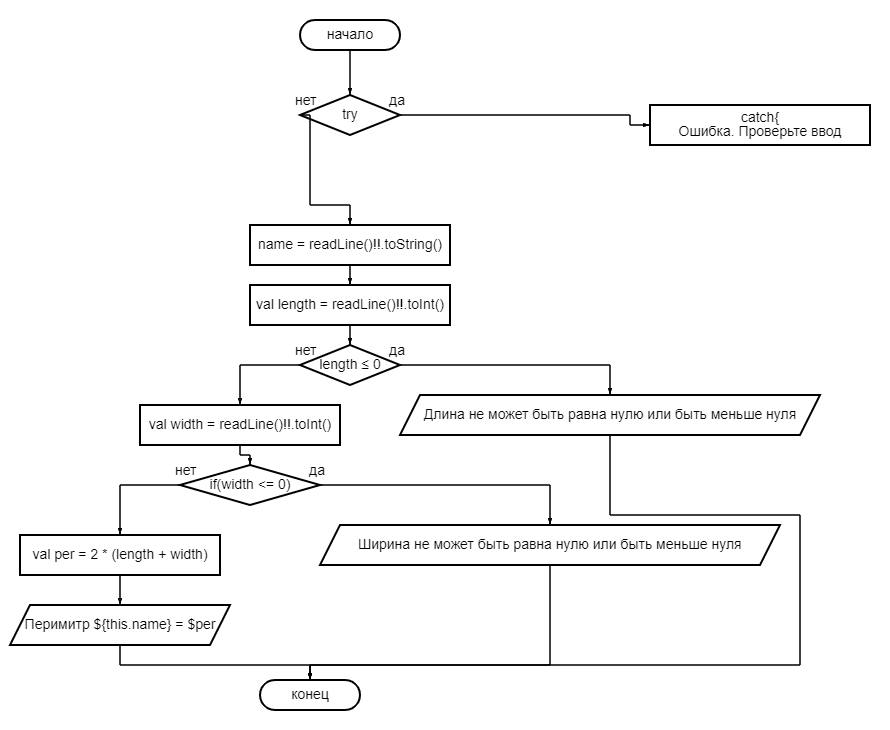 начало
нет
да
try
catch{
Ошибка. Проверьте ввод
name = readLine()!!.toString()
val length = readLine()!!.toInt()
нет
да
length ≤ 0
val width = readLine()!!.toInt()
Длина не может быть равна нулю или быть меньше нуля
нет
да
if(width <= 0)
val per = 2 * (length + width)
Ширина не может быть равна нулю или быть меньше нуля
Перимитр ${this.name} = $per
конец